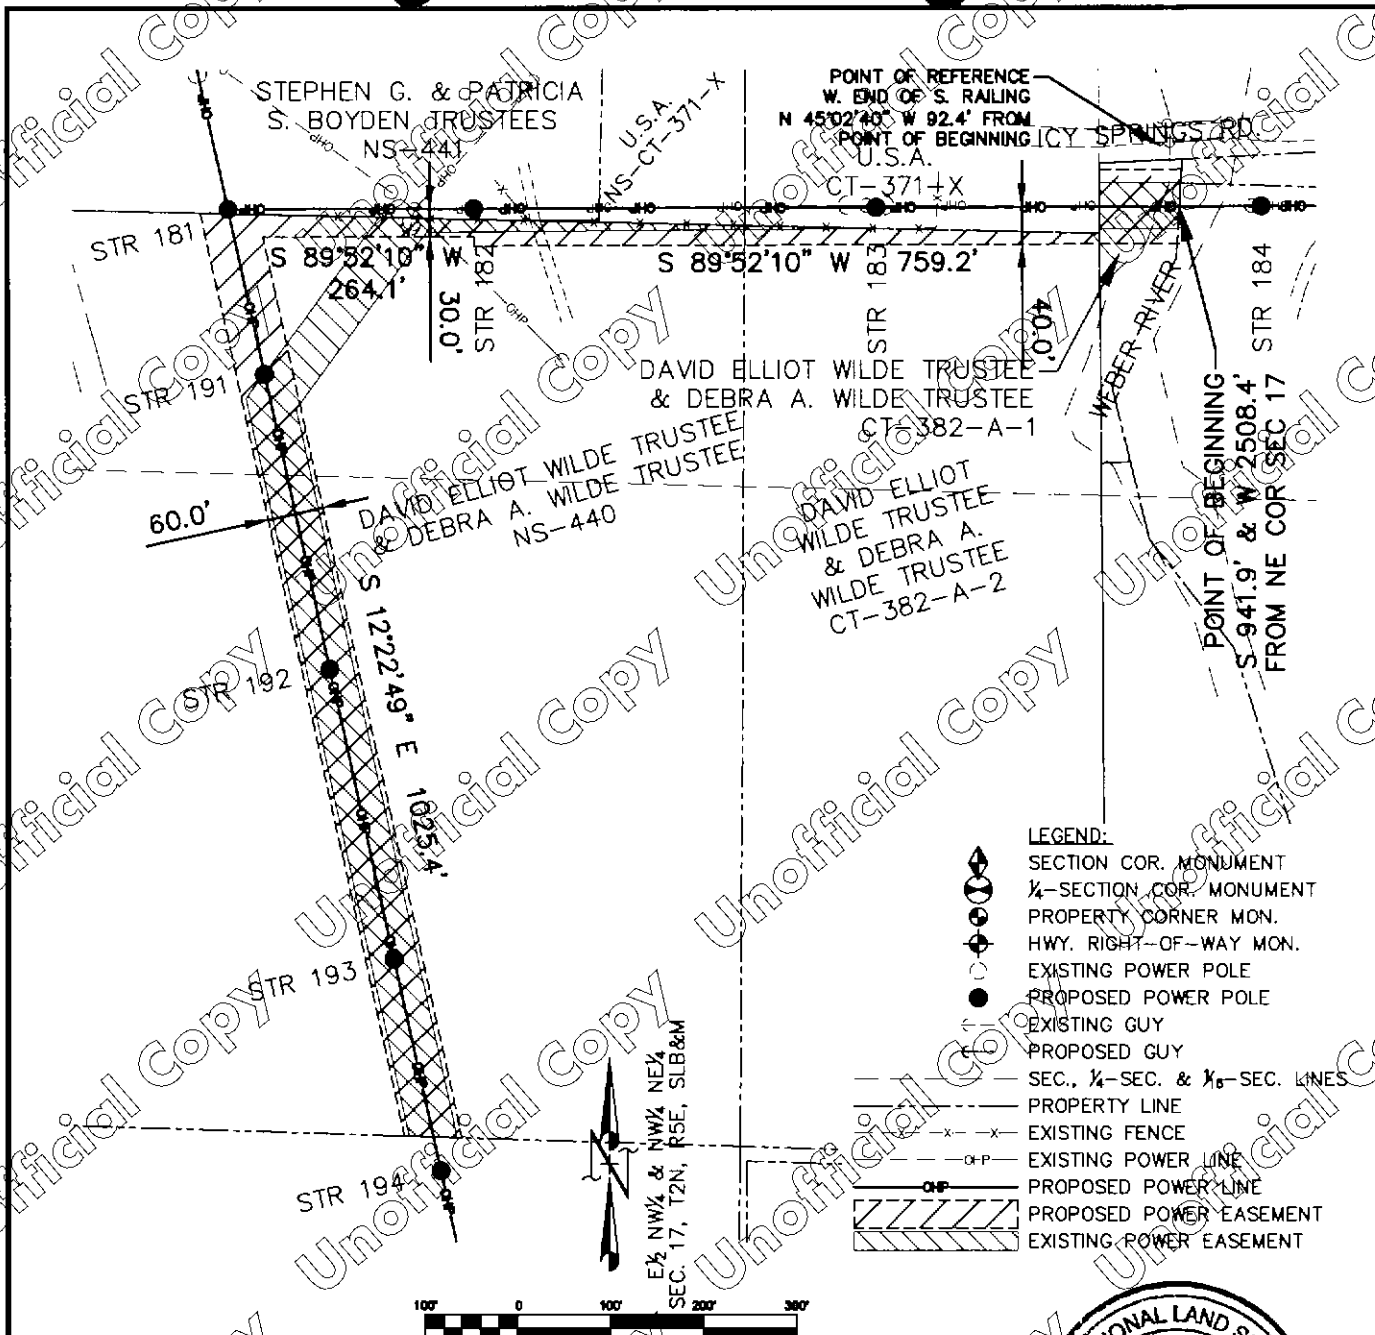 STEPHEN G. & PATRICIA
S. BOYDEN TRUSTEES
NS-441
U.S.A.
NS-CT-371-X
POINT OF REFERENCE
W. END OF S. RAILING
N 45°02'40" W 92.4' FROM
POINT OF BEGINNING
ICY SPRINGS RD.
U.S.A.
CT-371-X
STR 181
S 89°52'10" W
264.1'
30.0'
STR 182
S 89°52'10" W 759.2'
STR 183
40.0'
WEBER RIVER
STR 184
POINT OF BEGINNING
S 941.9' & W 2508.4'
FROM NE COR SEC 17
DAVID ELLIOT WILDE TRUSTEE
& DEBRA A. WILDE TRUSTEE
CT-382-A-1
STR 191
DAVID ELLIOT WILDE TRUSTEE
& DEBRA A. WILDE TRUSTEE
NS-440
60.0'
DAVID ELLIOT
WILDE TRUSTEE
& DEBRA A.
WILDE TRUSTEE
CT-382-A-2
S 12°22'49" E 1025.4'
STR 192
STR 193
STR 194
E½ NW¼ & NW¼ NE¼
SEC. 17, T2N, R5E, SLB&M
LEGEND:
SECTION COR. MONUMENT
¼-SECTION COR. MONUMENT
PROPERTY CORNER MON.
HWY. RIGHT-OF-WAY MON.
EXISTING POWER POLE
PROPOSED POWER POLE
EXISTING GUY
PROPOSED GUY
SEC., ¼-SEC. & 1/16-SEC. LINES
PROPERTY LINE
EXISTING FENCE
OHP EXISTING POWER LINE
OHP PROPOSED POWER LINE
PROPOSED POWER EASEMENT
EXISTING POWER EASEMENT
100' 0 100' 200' 300'
Unofficial Copy